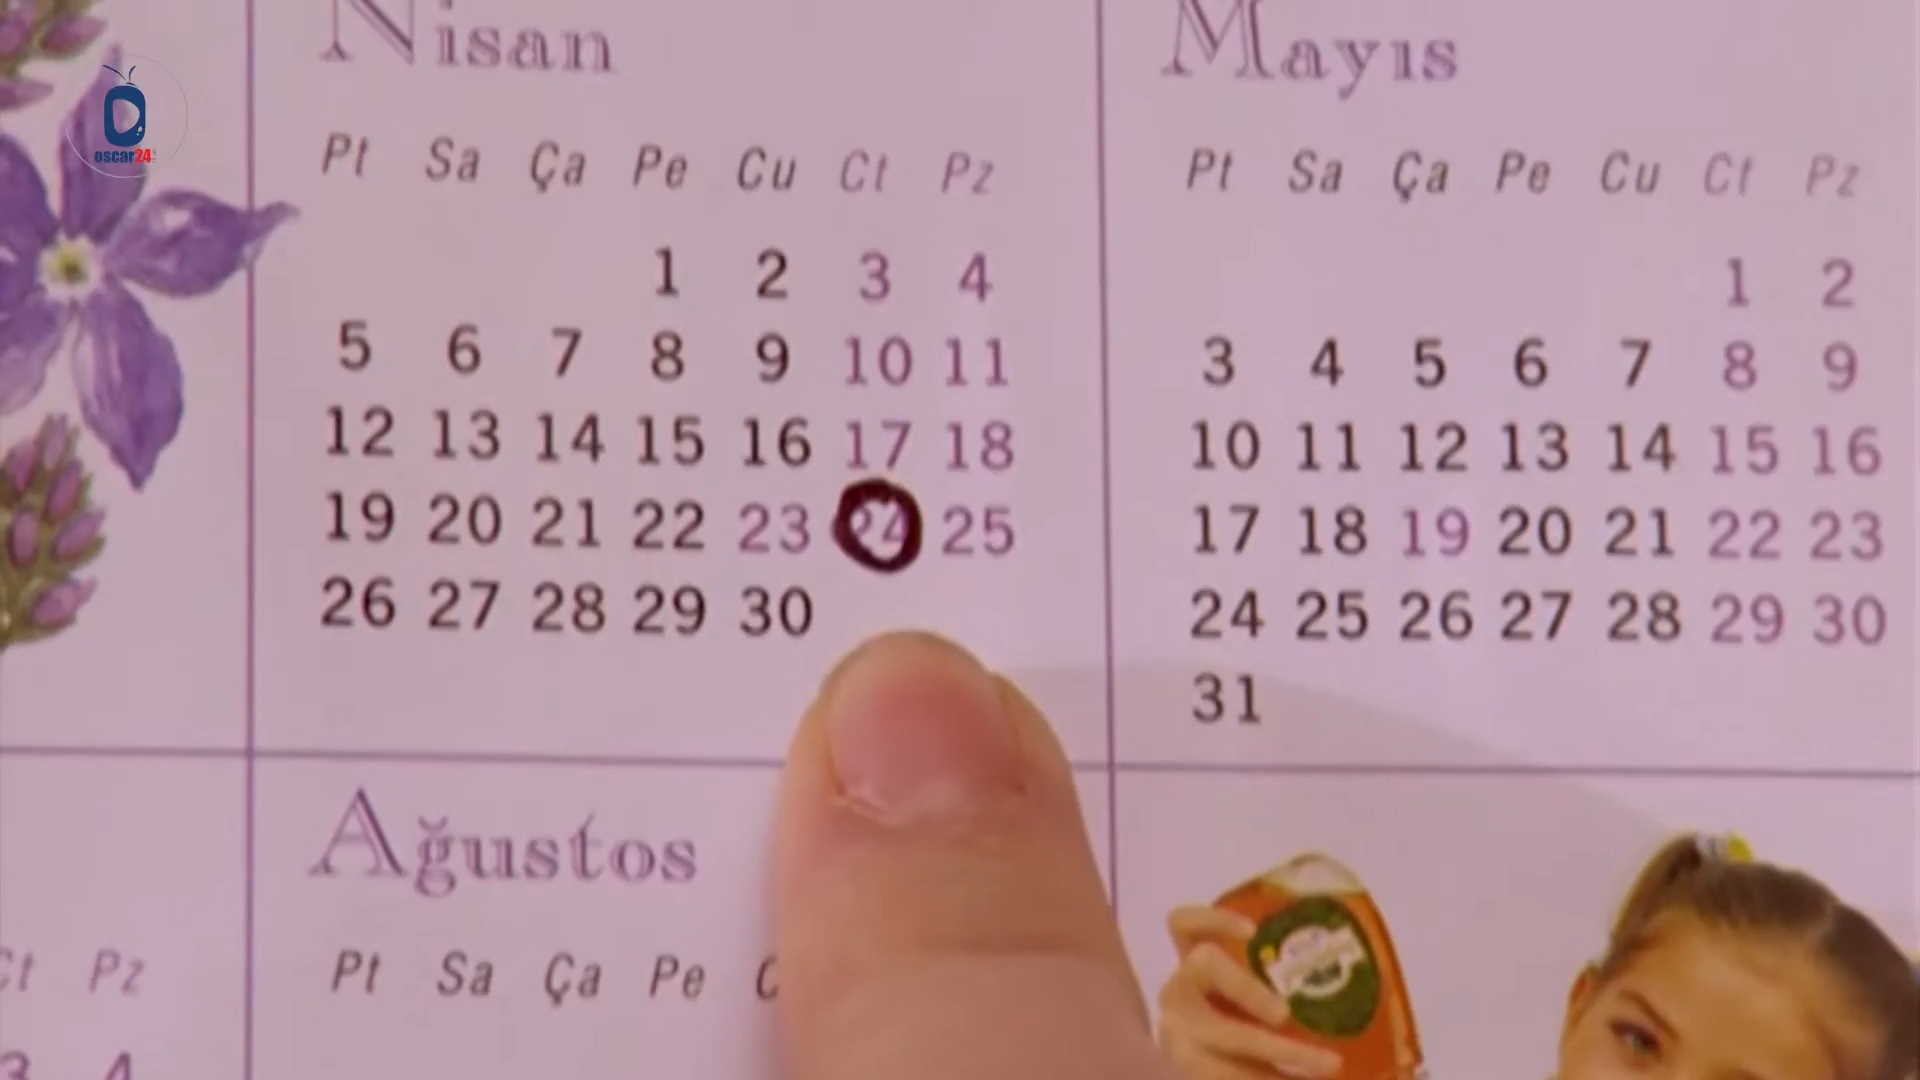 oscar24
Nisan
Pt Sa Ça Pe Cu Ct Pz
1 2 3 4
5 6 7 8 9 10 11
12 13 14 15 16 17 18
19 20 21 22 23 24 25
26 27 28 29 30
Mayıs
Pt Sa Ça Pe Cu Ct Pz
1 2
3 4 5 6 7 8 9
10 11 12 13 14 15 16
17 18 19 20 21 22 23
24 25 26 27 28 29 30
31
Ct Pz
3 4
Ağustos
Pt Sa Ça Pe C